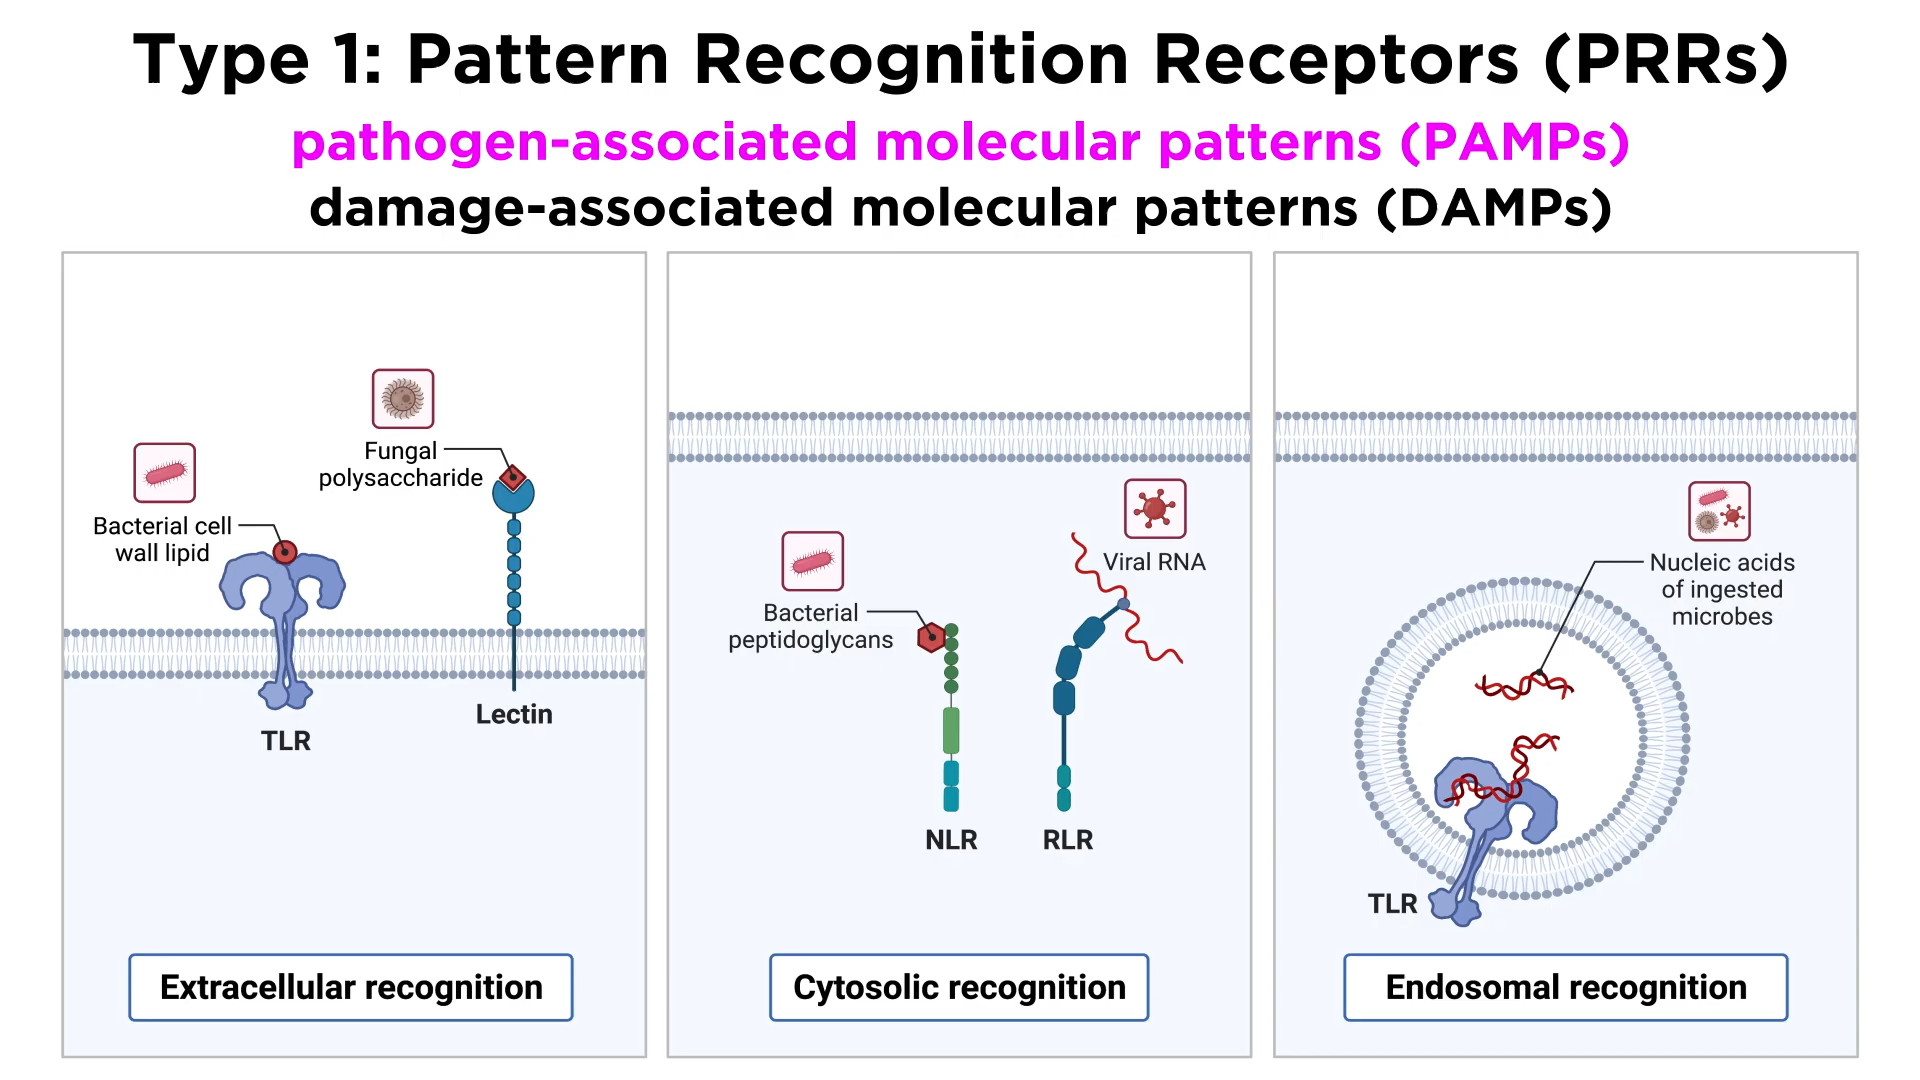 Type 1: Pattern Recognition Receptors (PRRs)
pathogen-associated molecular patterns (PAMPs)
damage-associated molecular patterns (DAMPs)
Fungal
polysaccharide
Bacterial cell
wall lipid
TLR
Lectin
Extracellular recognition
Viral RNA
Bacterial
peptidoglycans
NLR
RLR
Cytosolic recognition
Nucleic acids
of ingested
microbes
TLR
Endosomal recognition